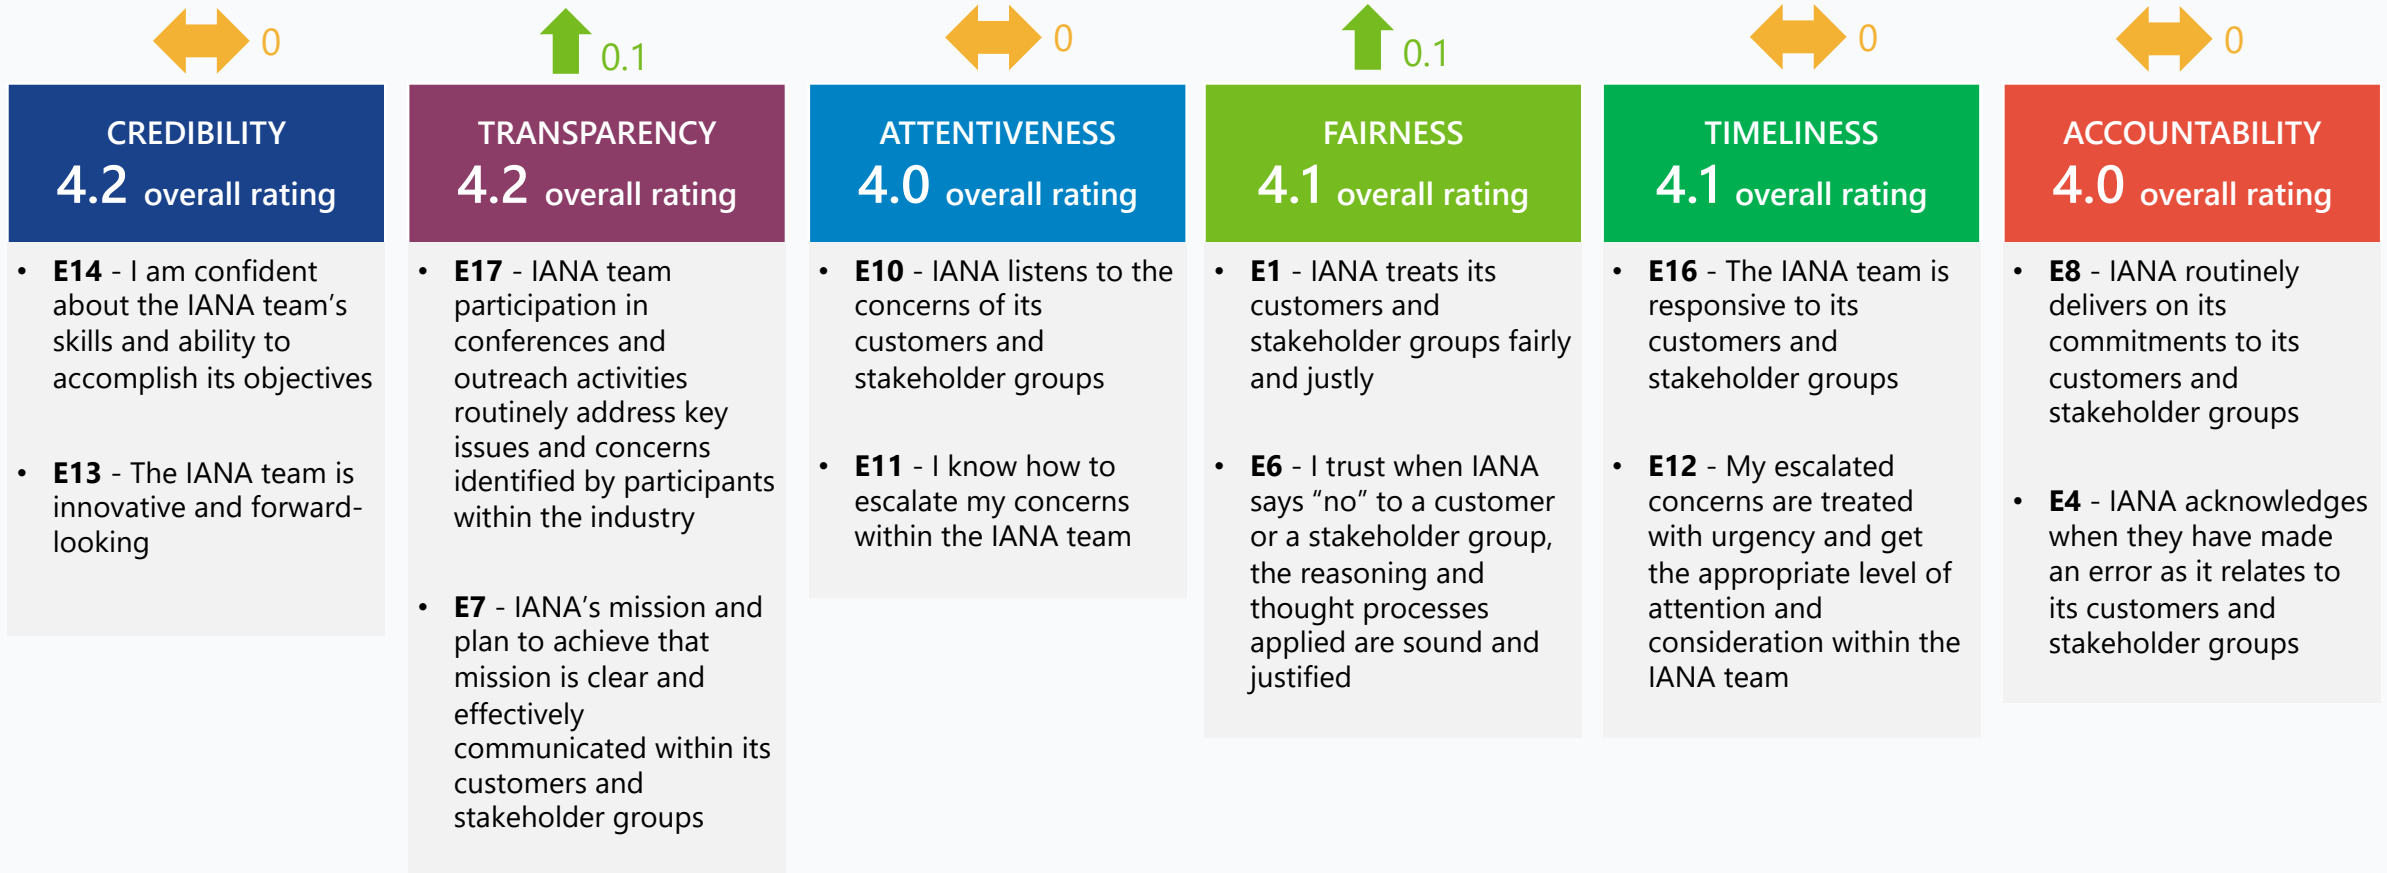 0
0.1
0
0.1
0
0
CREDIBILITY
4.2 overall rating
• E14 - I am confident
about the IANA team’s
skills and ability to
accomplish its objectives
• E13 - The IANA team is
innovative and forward-
looking
TRANSPARENCY
4.2 overall rating
• E17 - IANA team
participation in
conferences and
outreach activities
routinely address key
issues and concerns
identified by participants
within the industry
• E7 - IANA’s mission and
plan to achieve that
mission is clear and
effectively
communicated within its
customers and
stakeholder groups
ATTENTIVENESS
4.0 overall rating
• E10 - IANA listens to the
concerns of its
customers and
stakeholder groups
• E11 - I know how to
escalate my concerns
within the IANA team
FAIRNESS
4.1 overall rating
• E1 - IANA treats its
customers and
stakeholder groups fairly
and justly
• E6 - I trust when IANA
says “no” to a customer
or a stakeholder group,
the reasoning and
thought processes
applied are sound and
justified
TIMELINESS
4.1 overall rating
• E16 - The IANA team is
responsive to its
customers and
stakeholder groups
• E12 - My escalated
concerns are treated
with urgency and get
the appropriate level of
attention and
consideration within the
IANA team
ACCOUNTABILITY
4.0 overall rating
• E8 - IANA routinely
delivers on its
commitments to its
customers and
stakeholder groups
• E4 - IANA acknowledges
when they have made
an error as it relates to
its customers and
stakeholder groups